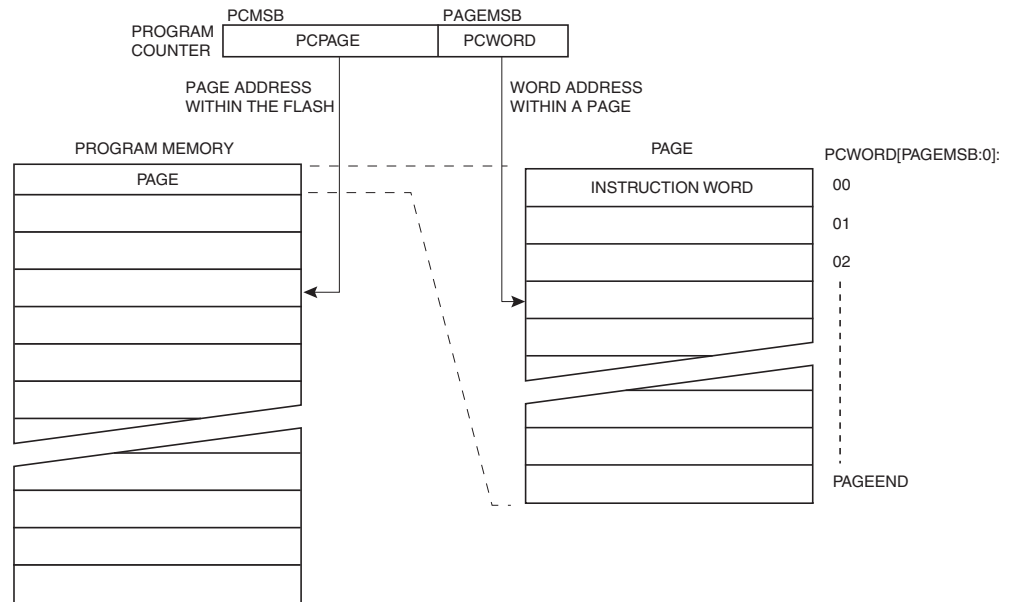 PCMSB
PAGEMSB
PROGRAM
COUNTER
PCPAGE
PCWORD
PAGE ADDRESS
WITHIN THE FLASH
WORD ADDRESS
WITHIN A PAGE
PROGRAM MEMORY
PAGE
PAGE
INSTRUCTION WORD
PCWORD[PAGEMSB:0]:
00
01
02
PAGEEND